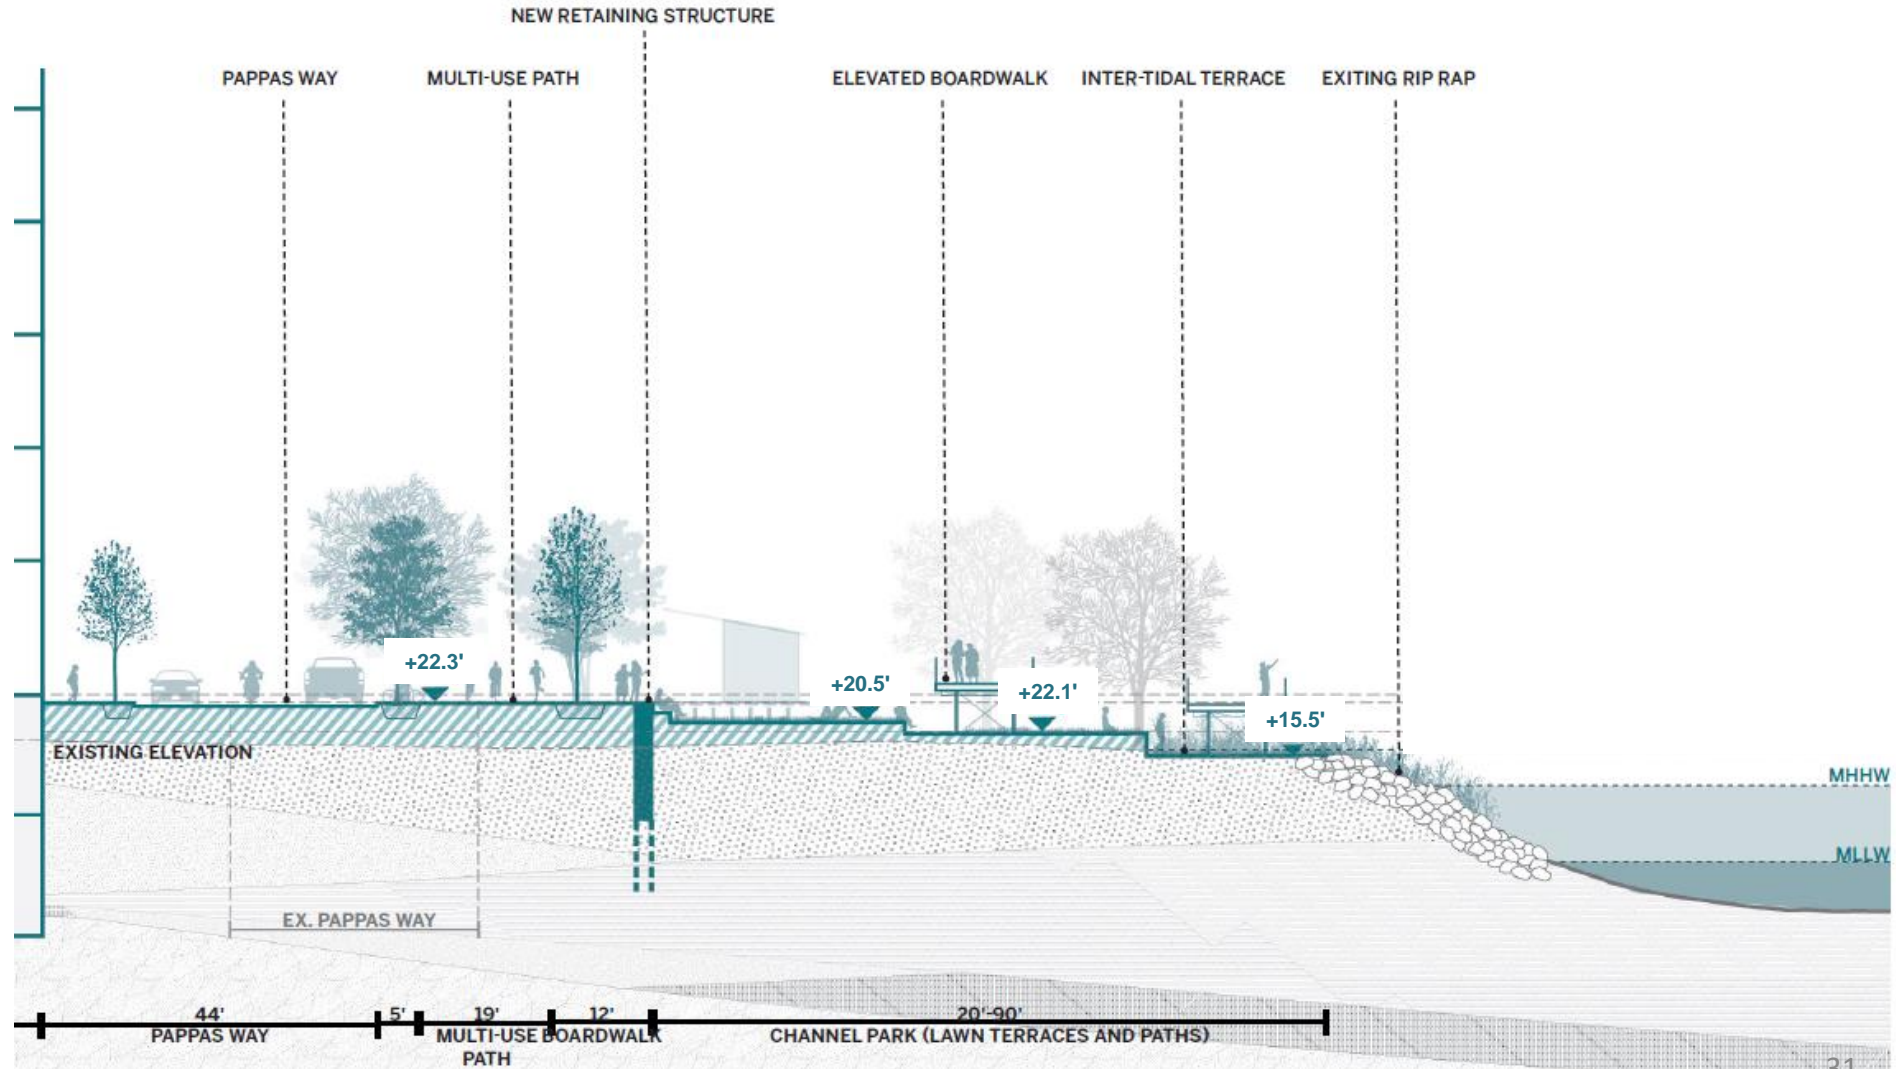 NEW RETAINING STRUCTURE
PAPPAS WAY
MULTI-USE PATH
ELEVATED BOARDWALK
INTER-TIDAL TERRACE
EXITING RIP RAP
+22.3'
+20.5'
+22.1'
+15.5'
EXISTING ELEVATION
MHHW
MLLW
EX. PAPPAS WAY
44'
5'
19'
12'
20'-90'
PAPPAS WAY
MULTI-USE
PATH
BOARDWALK
CHANNEL PARK (LAWN TERRACES AND PATHS)
31